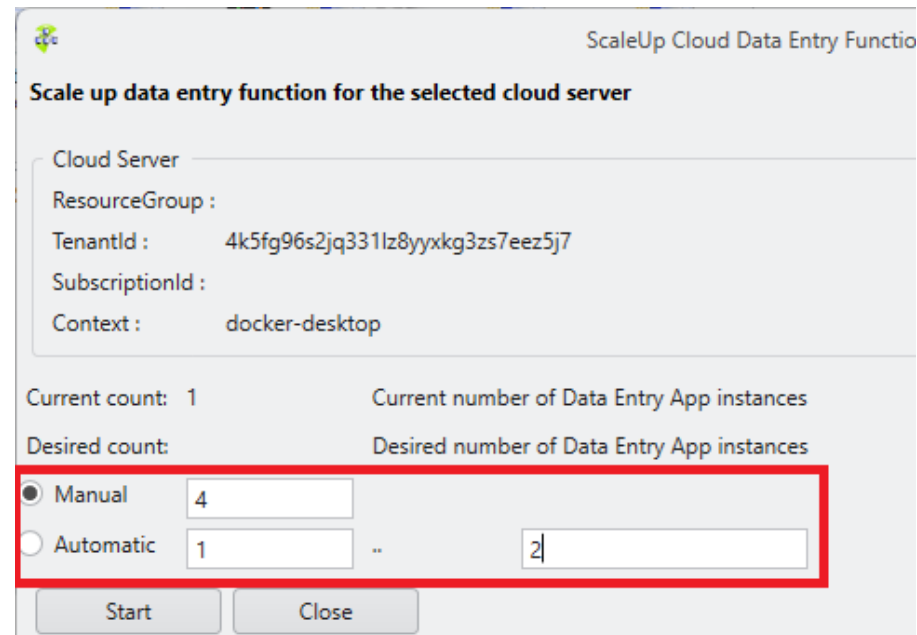 ScaleUp Cloud Data Entry Functio
Scale up data entry function for the selected cloud server
Cloud Server
ResourceGroup :
TenantId : 4k5fg96s2jq331lz8yyxkg3zs7eez5j7
SubscriptionId :
Context : docker-desktop
Current count: 1 Current number of Data Entry App instances
Desired count: Desired number of Data Entry App instances
Manual 4
Automatic 1 .. 2
Start Close